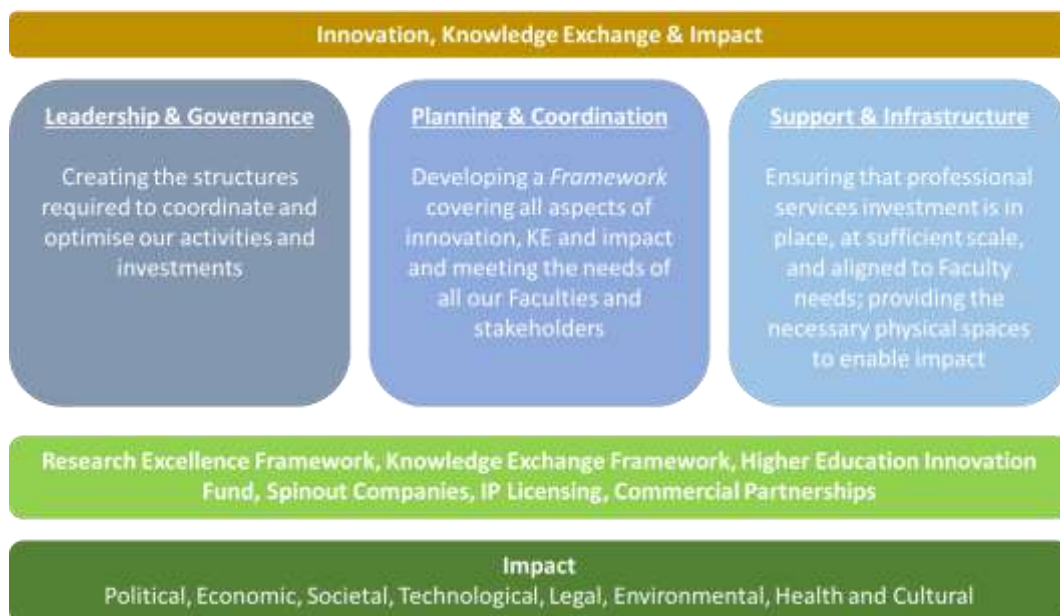 Innovation, Knowledge Exchange & Impact
Leadership & Governance
Creating the structures
required to coordinate and
optimise our activities and
investments
Planning & Coordination
Developing a Framework
covering all aspects of
innovation, KE and impact
and meeting the needs of
all our Faculties and
stakeholders
Support & Infrastructure
Ensuring that professional
services investment is in
place, at sufficient scale,
and aligned to Faculty
needs; providing the
necessary physical spaces
to enable impact
Research Excellence Framework, Knowledge Exchange Framework, Higher Education Innovation
Fund, Spinout Companies, IP Licensing, Commercial Partnerships
Impact
Political, Economic, Societal, Technological, Legal, Environmental, Health and Cultural